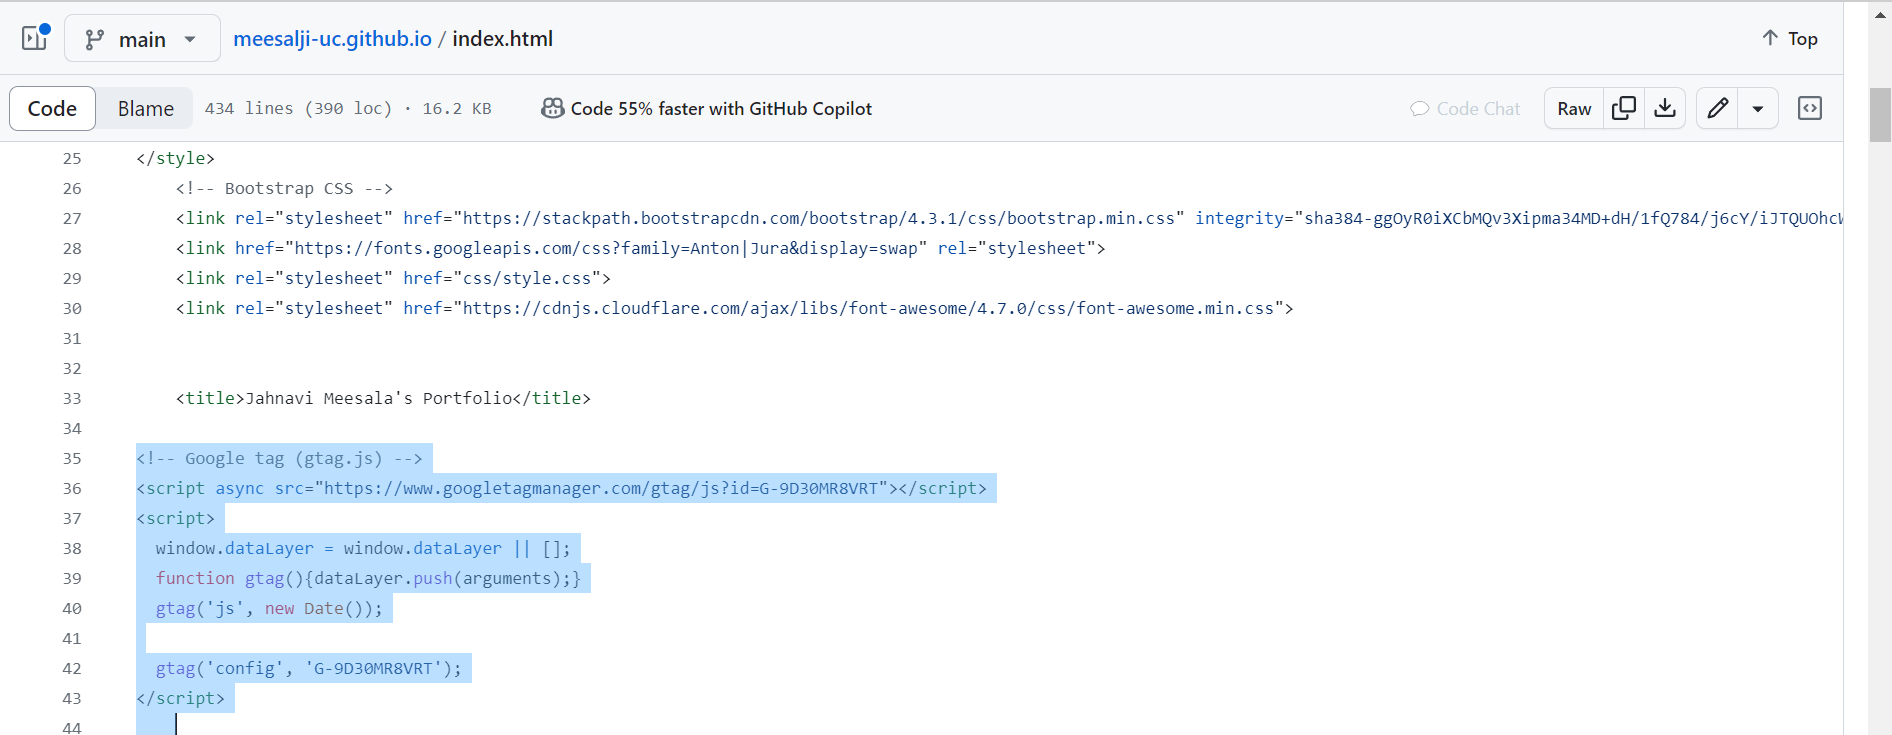 main meesalji-uc.github.io / index.html Top
Code Blame 434 lines (390 loc) · 16.2 KB Code 55% faster with GitHub Copilot Code Chat Raw
25 </style>
26 <!-- Bootstrap CSS -->
27 <link rel="stylesheet" href="https://stackpath.bootstrapcdn.com/bootstrap/4.3.1/css/bootstrap.min.css" integrity="sha384-ggOyR0iXCbMQv3Xipma34MD+dH/1fQ784/j6cY/iJTQUOhcW
28 <link href="https://fonts.googleapis.com/css?family=Anton|Jura&display=swap" rel="stylesheet">
29 <link rel="stylesheet" href="css/style.css">
30 <link rel="stylesheet" href="https://cdnjs.cloudflare.com/ajax/libs/font-awesome/4.7.0/css/font-awesome.min.css">
31
32
33 <title>Jahnavi Meesala's Portfolio</title>
34
35 <!-- Google tag (gtag.js) -->
36 <script async src="https://www.googletagmanager.com/gtag/js?id=G-9D30MR8VRT"></script>
37 <script>
38 window.dataLayer = window.dataLayer || [];
39 function gtag(){dataLayer.push(arguments);}
40 gtag('js', new Date());
41
42 gtag('config', 'G-9D30MR8VRT');
43 </script>
44